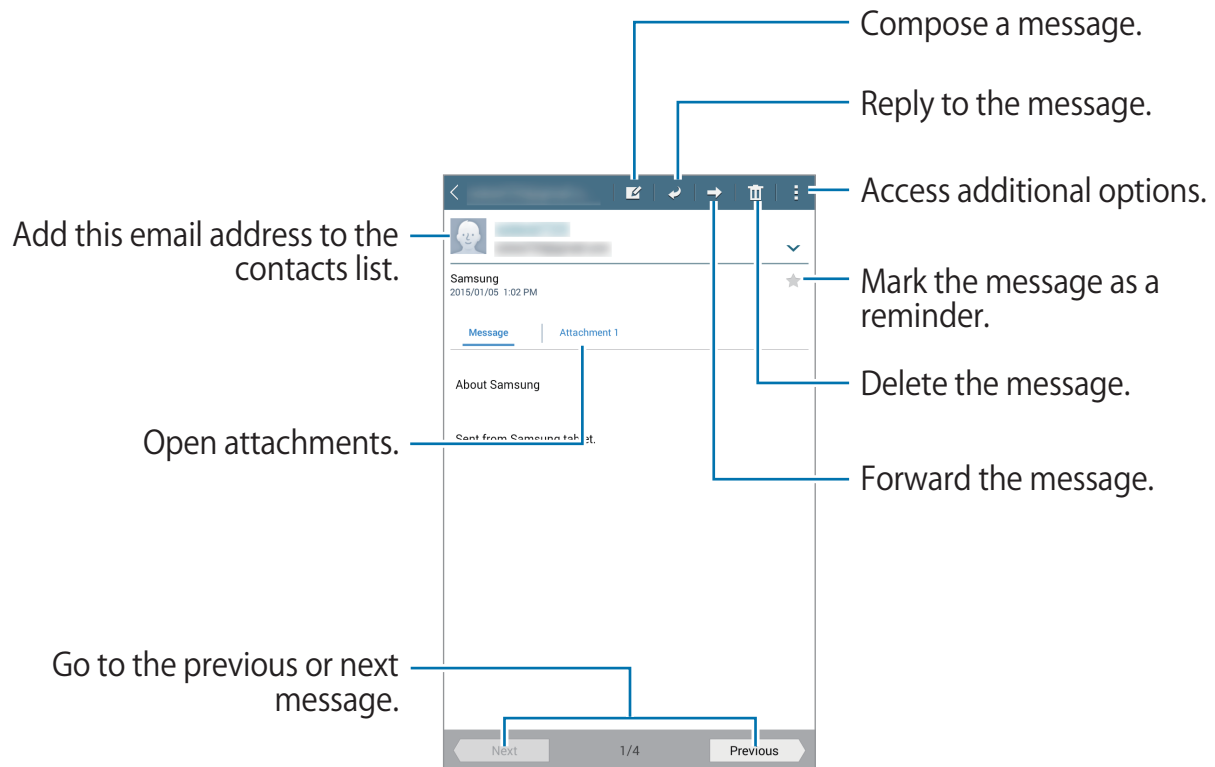 Compose a message.
Reply to the message.
Access additional options.
Add this email address to the
contacts list.
Samsung
2015/01/05 1:02 PM
Mark the message as a
reminder.
Message
Attachment 1
About Samsung
Delete the message.
Sent from Samsung tablet.
Open attachments.
Forward the message.
Go to the previous or next
message.
Next
1/4
Previous